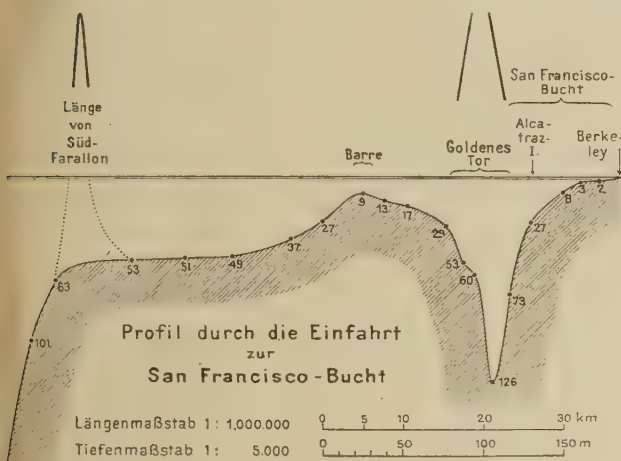 San Francisco-
Bucht
Länge
von
Süd-
Farallon
Barre
Goldenes
Tor
Alca-
traz-
I.
Berke-
ley
63
101.
53
51
49
37
27
9
13
17
29
53
60
126
73
27
8
3
2
Profil durch die Einfahrt
zur
San Francisco - Bucht
Längenmaßstab 1: 1,000.000
0 5 10 20 30 km
Tiefenmaßstab 1: 5.000
0 50 100 150 m